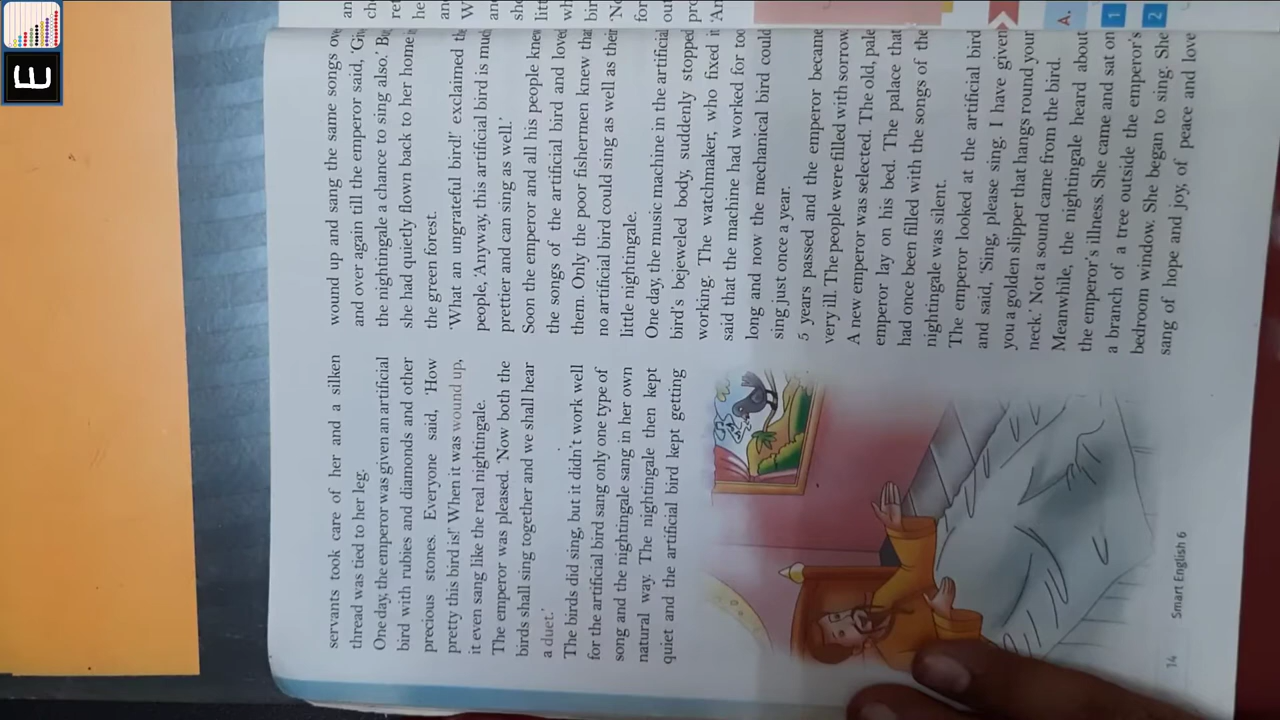 servants took care of her and a silken
thread was tied to her leg.
One day, the emperor was given an artificial
bird with rubies and diamonds and other
precious stones. Everyone said, 'How
pretty this bird is!' When it was wound up,
it even sang like the real nightingale.
The emperor was pleased. 'Now both the
birds shall sing together and we shall hear
a duet.'
The birds did sing, but it didn't work well
for the artificial bird sang only one type of
song and the nightingale sang in her own
natural way. The nightingale then kept
quiet and the artificial bird kept getting
wound up and sang the same songs
and over again till the emperor said,
the nightingale a chance to sing also.'
she had quietly flown back to her home
the green forest.
'What an ungrateful bird!' exclaimed
people, 'Anyway, this artificial bird is
prettier and can sing as well.'
Soon the emperor and all his people
the songs of the artificial bird and loved
them. Only the poor fishermen knew
no artificial bird could sing as well as their
little nightingale.
One day, the music machine in the artificial
bird's bejeweled body, suddenly stopped
working. The watchmaker, who fixed it
said that the machine had worked for too
long and now the mechanical bird could
sing just once a year.
5 years passed and the emperor became
very ill. The people were filled with sorrow.
A new emperor was selected. The old, pale
emperor lay on his bed. The palace that
had once been filled with the songs of the
nightingale was silent.
The emperor looked at the artificial bird
and said, 'Sing, please sing. I have given
you a golden slipper that hangs round your
neck.' Not a sound came from the bird.
Meanwhile, the nightingale heard about
the emperor's illness. She came and sat on
a branch of a tree outside the emperor's
bedroom window. She began to sing. She
sang of hope and joy, of peace and love
14 Smart English 6
A.
1
2
E